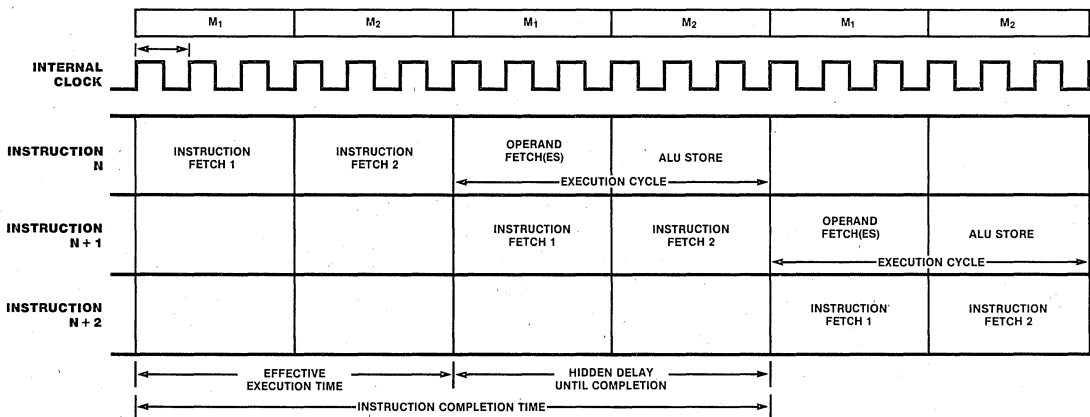 M1 M2 M1 M2 M1 M2
INTERNAL
CLOCK
INSTRUCTION
N
INSTRUCTION
FETCH 1
INSTRUCTION
FETCH 2
OPERAND
FETCH(ES)
ALU STORE
EXECUTION CYCLE
INSTRUCTION
N + 1
INSTRUCTION
FETCH 1
INSTRUCTION
FETCH 2
OPERAND
FETCH(ES)
ALU STORE
EXECUTION CYCLE
INSTRUCTION
N + 2
INSTRUCTION
FETCH 1
INSTRUCTION
FETCH 2
EFFECTIVE
EXECUTION TIME
HIDDEN DELAY
UNTIL COMPLETION
INSTRUCTION COMPLETION TIME